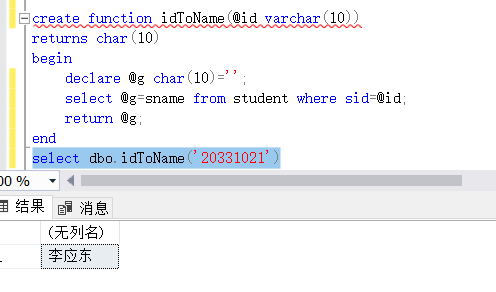 create function idToName(@id varchar(10))
returns char(10)
begin
declare @g char(10)='';
select @g=sname from student where sid=@id;
return @g;
end
select dbo.idToName('20331021')
00 %
结果 消息
(无列名)
李应东